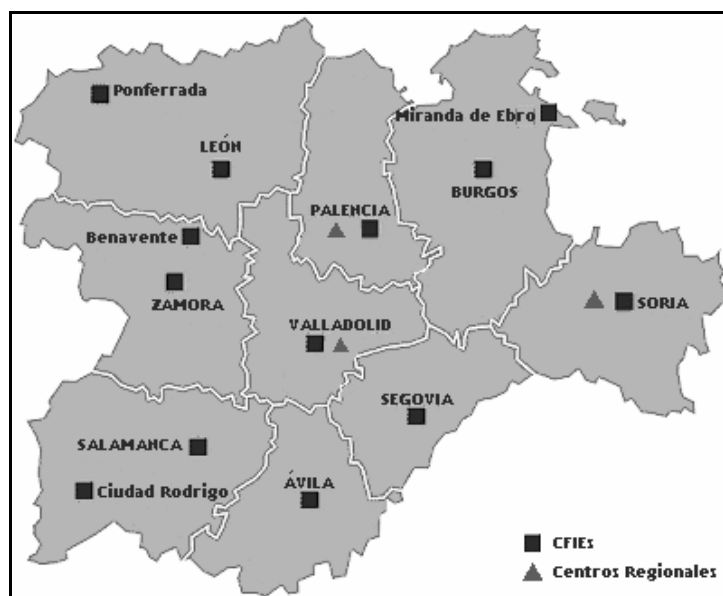 Ponferrada
Miranda de Ebro
LEÓN
BURGOS
PALENCIA
Benavente
ZAMORA
SORIA
VALLADOLID
SEGOVIA
SALAMANCA
ÁVILA
Ciudad Rodrigo
CFIEs
Centros Regionales